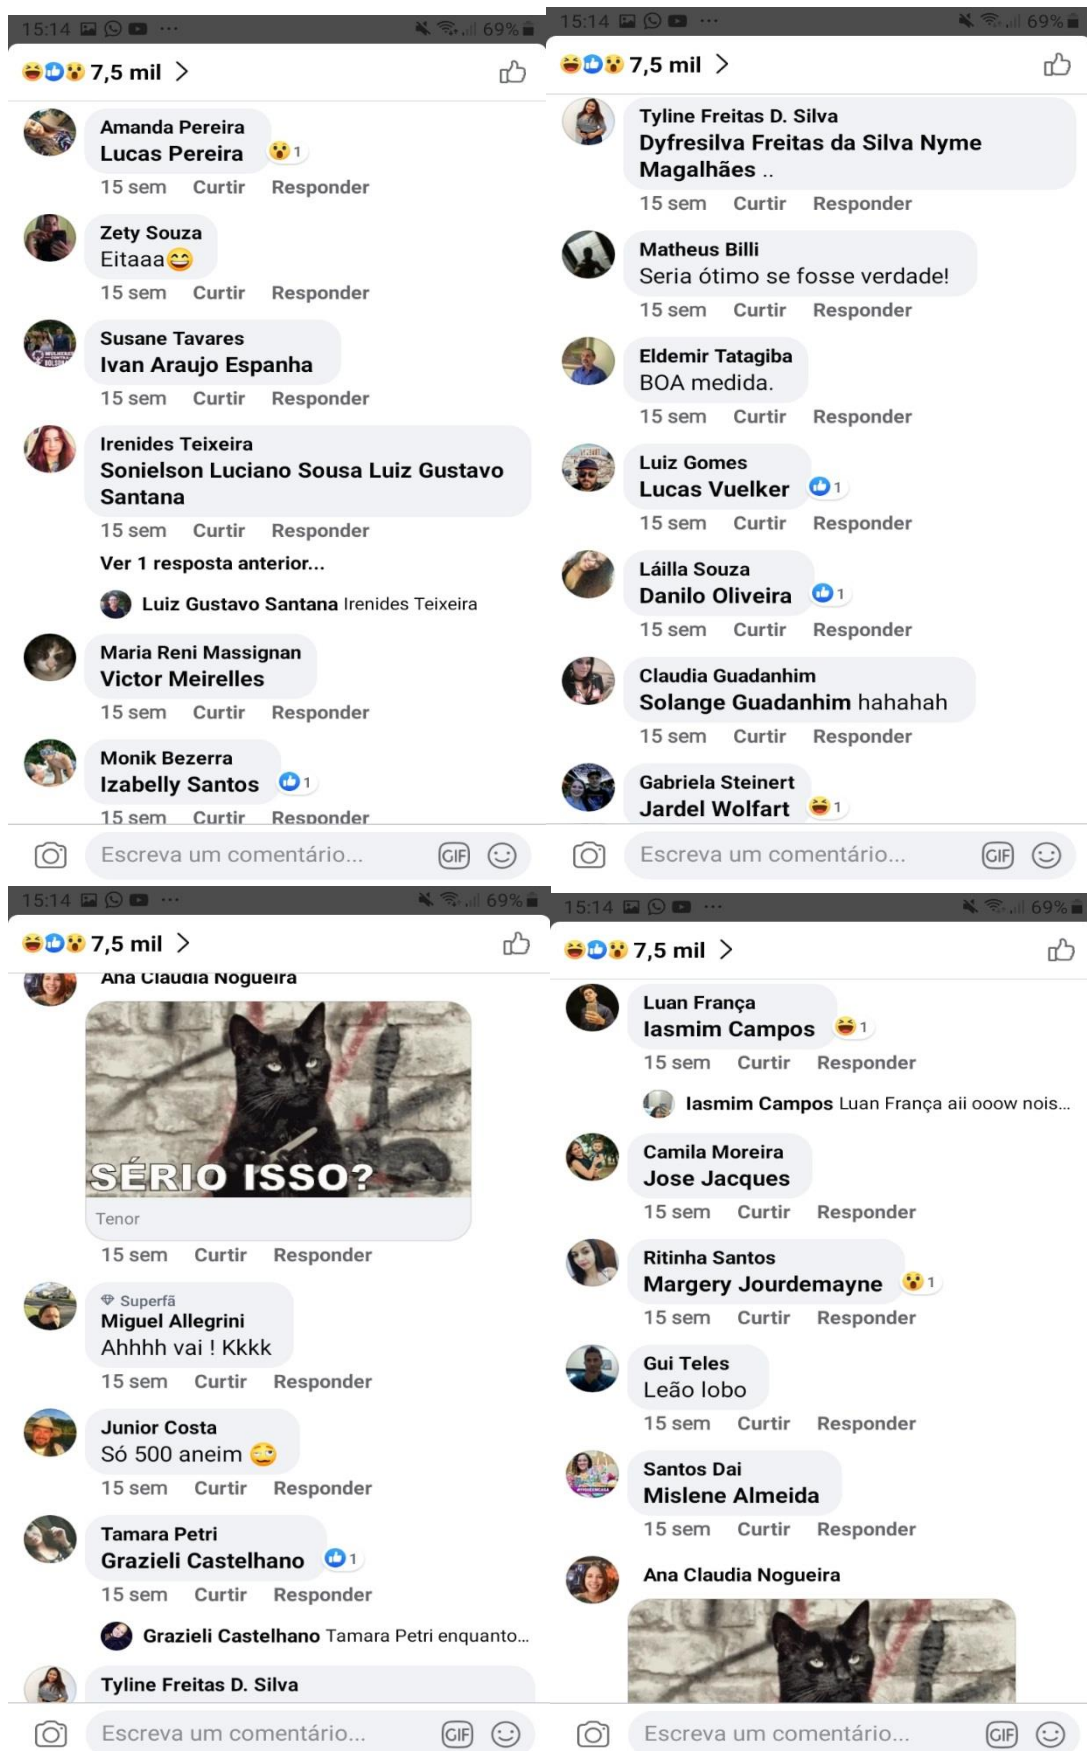 15:14 ... 69%
7,5 mil >
Amanda Pereira
Lucas Pereira 1
15 sem Curtir Responder
Zety Souza
Eitaaa😄
15 sem Curtir Responder
Susane Tavares
Ivan Araujo Espanha
15 sem Curtir Responder
Irenides Teixeira
Sonielson Luciano Sousa Luiz Gustavo
Santana
15 sem Curtir Responder
Ver 1 resposta anterior...
Luiz Gustavo Santana Irenides Teixeira
Maria Reni Massignan
Victor Meirelles
15 sem Curtir Responder
Monik Bezerra
Izabelly Santos 1
15 sem Curtir Responder
Escreva um comentário... GIF
15:14 ... 69%
7,5 mil >
Tyline Freitas D. Silva
Dyfresilva Freitas da Silva Nyme
Magalhães ..
15 sem Curtir Responder
Matheus Billi
Seria ótimo se fosse verdade!
15 sem Curtir Responder
Eldemir Tatagiba
BOA medida.
15 sem Curtir Responder
Luiz Gomes
Lucas Vuelker 1
15 sem Curtir Responder
Láilla Souza
Danilo Oliveira 1
15 sem Curtir Responder
Claudia Guadanhim
Solange Guadanhim hahahah
15 sem Curtir Responder
Gabriela Steinert
Jardel Wolfart 1
Escreva um comentário... GIF
15:14 ... 69%
7,5 mil >
Ana Claudia Nogueira
SÉRIO ISSO?
Tenor
15 sem Curtir Responder
Superfã
Miguel Allegrini
Ahhhh vai ! Kkkk
15 sem Curtir Responder
Junior Costa
Só 500 aneim 🥴
15 sem Curtir Responder
Tamara Petri
Grazieli Castelhano 1
15 sem Curtir Responder
Grazieli Castelhano Tamara Petri enquanto...
Tyline Freitas D. Silva
Escreva um comentário... GIF
15:14 ... 69%
7,5 mil >
Luan França
Iasmim Campos 1
15 sem Curtir Responder
Iasmim Campos Luan França aii ooow nois...
Camila Moreira
Jose Jacques
15 sem Curtir Responder
Ritinha Santos
Margery Jourdemayne 1
15 sem Curtir Responder
Gui Teles
Leão lobo
15 sem Curtir Responder
Santos Dai
Mislene Almeida
15 sem Curtir Responder
Ana Claudia Nogueira
Escreva um comentário... GIF